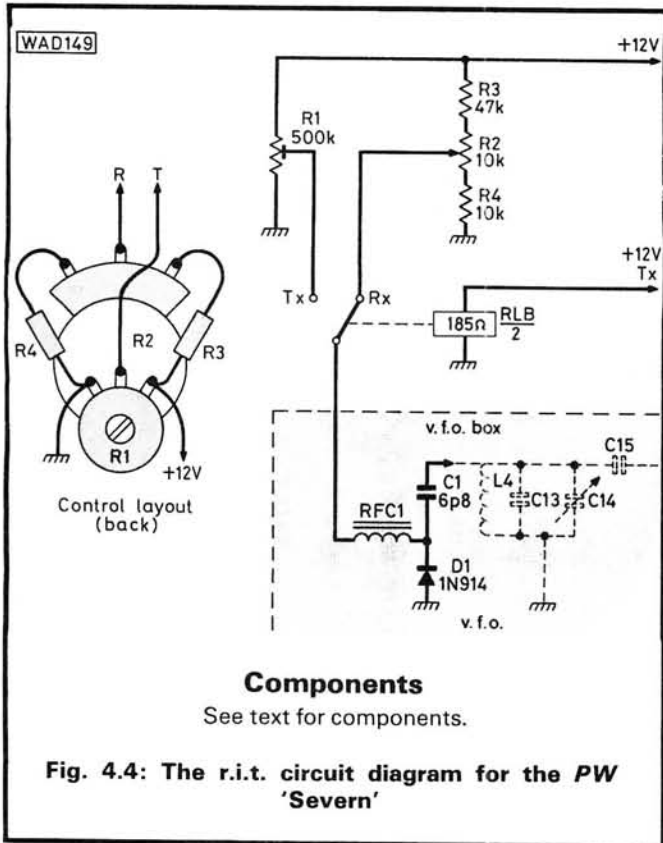 WAD149
+12V
R3
47k
R1
500k
R2
10k
R4
10k
R T
+12V
Tx
Tx Rx
185Ω RLB
2
R4 R2 R3
R1
+12V
Control layout
(back)
v.f.o. box
C15
C1
6p8
L4
C13 C14
RFC1
D1
1N914
v.f.o.
Components
See text for components.
Fig. 4.4: The r.i.t. circuit diagram for the PW
'Severn'